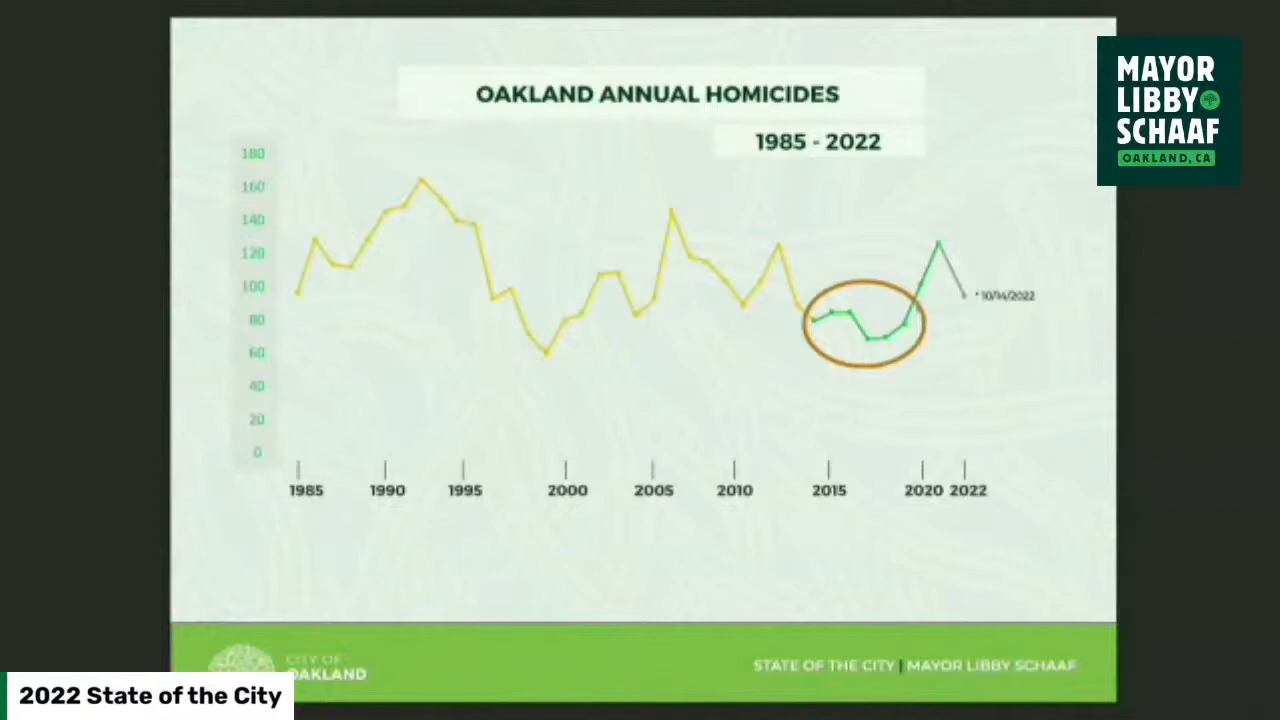 OAKLAND ANNUAL HOMICIDES
1985 - 2022
MAYOR
LIBBY
SCHAAF
OAKLAND, CA
180
160
140
120
100
80
60
40
20
0
* 10/14/2022
1985 1990 1995 2000 2005 2010 2015 2020 2022
CITY OF
OAKLAND
STATE OF THE CITY | MAYOR LIBBY SCHAAF
2022 State of the City